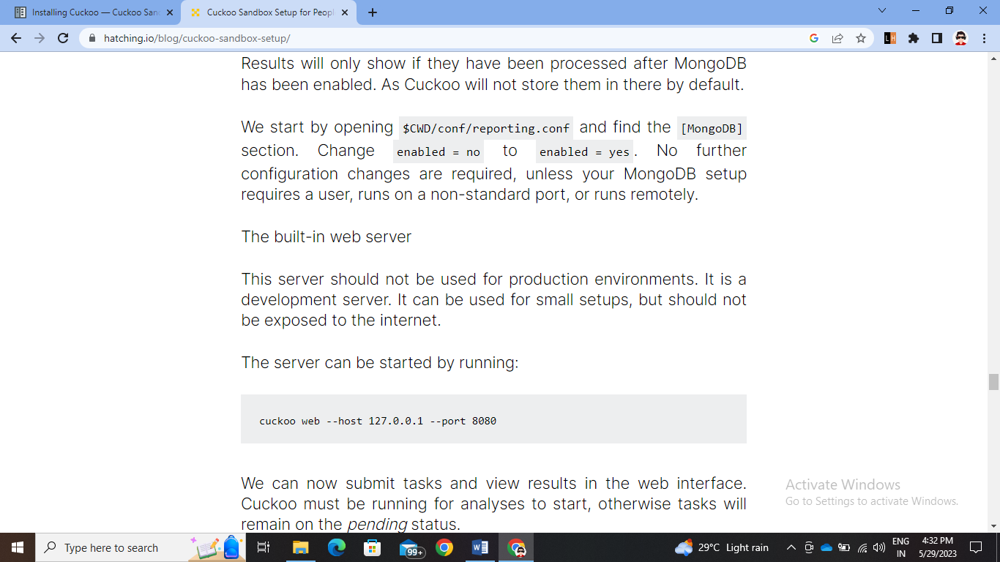 Installing Cuckoo — Cuckoo San
Cuckoo Sandbox Setup for Peopl
hatching.io/blog/cuckoo-sandbox-setup/
Results will only show if they have been processed after MongoDB
has been enabled. As Cuckoo will not store them in there by default.
We start by opening $CWD/conf/reporting.conf and find the [MongoDB]
section. Change enabled = no to enabled = yes. No further
configuration changes are required, unless your MongoDB setup
requires a user, runs on a non-standard port, or runs remotely.
The built-in web server
This server should not be used for production environments. It is a
development server. It can be used for small setups, but should not
be exposed to the internet.
The server can be started by running:
cuckoo web --host 127.0.0.1 --port 8080
We can now submit tasks and view results in the web interface.
Cuckoo must be running for analyses to start, otherwise tasks will
remain on the pending status.
Activate Windows
Go to Settings to activate Windows.
Type here to search
99+
29°C Light rain
ENG
IN
4:32 PM
5/29/2023